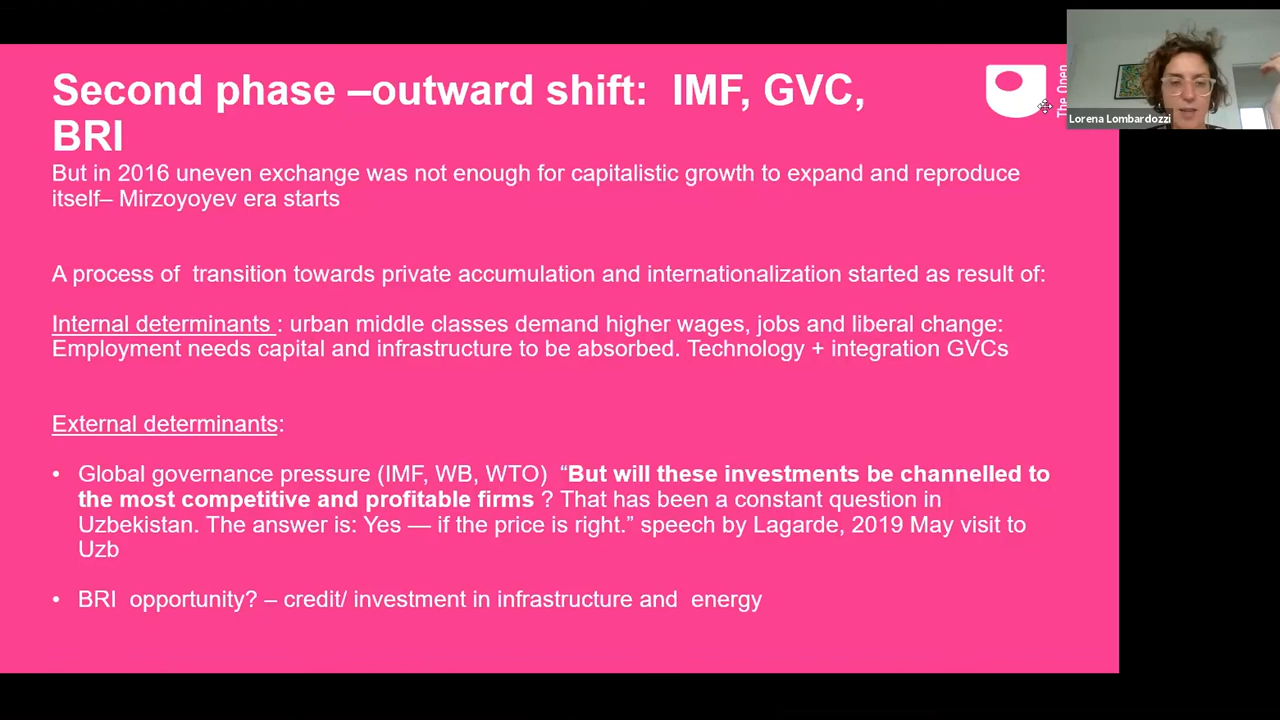 Second phase –outward shift: IMF, GVC,
BRI
But in 2016 uneven exchange was not enough for capitalistic growth to expand and reproduce
itself– Mirzoyoyev era starts
A process of transition towards private accumulation and internationalization started as result of:
Internal determinants : urban middle classes demand higher wages, jobs and liberal change:
Employment needs capital and infrastructure to be absorbed. Technology + integration GVCs
External determinants:
• Global governance pressure (IMF, WB, WTO) “But will these investments be channelled to
the most competitive and profitable firms ? That has been a constant question in
Uzbekistan. The answer is: Yes — if the price is right.” speech by Lagarde, 2019 May visit to
Uzb
• BRI opportunity? – credit/ investment in infrastructure and energy
The Open
Lorena Lombardozzi